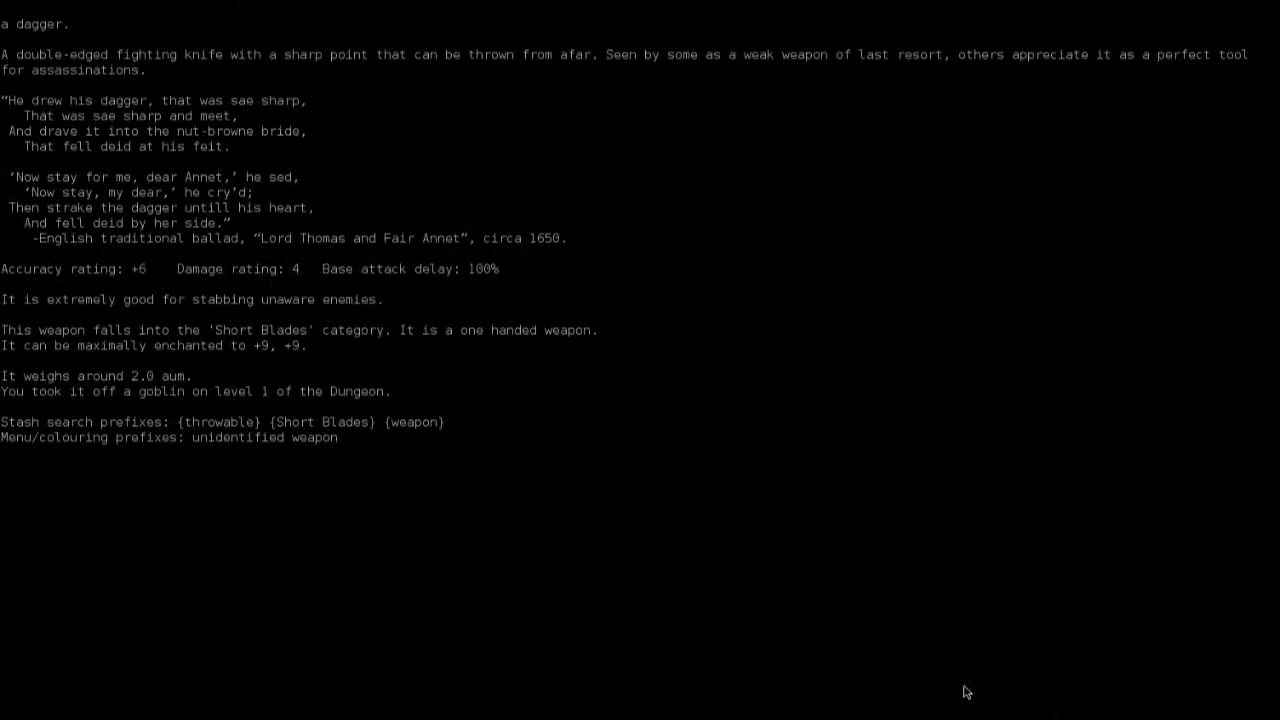 a dagger.
A double-edged fighting knife with a sharp point that can be thrown from afar. Seen by some as a weak weapon of last resort, others appreciate it as a perfect tool
for assassinations.
“He drew his dagger, that was sae sharp,
That was sae sharp and meet,
And drave it into the nut-browne bride,
That fell deid at his feit.
‘Now stay for me, dear Annet,’ he sed,
‘Now stay, my dear,’ he cry’d;
Then strake the dagger untill his heart,
And fell deid by her side.”
-English traditional ballad, “Lord Thomas and Fair Annet”, circa 1650.
Accuracy rating: +6    Damage rating: 4   Base attack delay: 100%
It is extremely good for stabbing unaware enemies.
This weapon falls into the 'Short Blades' category. It is a one handed weapon.
It can be maximally enchanted to +9, +9.
It weighs around 2.0 aum.
You took it off a goblin on level 1 of the Dungeon.
Stash search prefixes: {throwable} {Short Blades} {weapon}
Menu/colouring prefixes: unidentified weapon